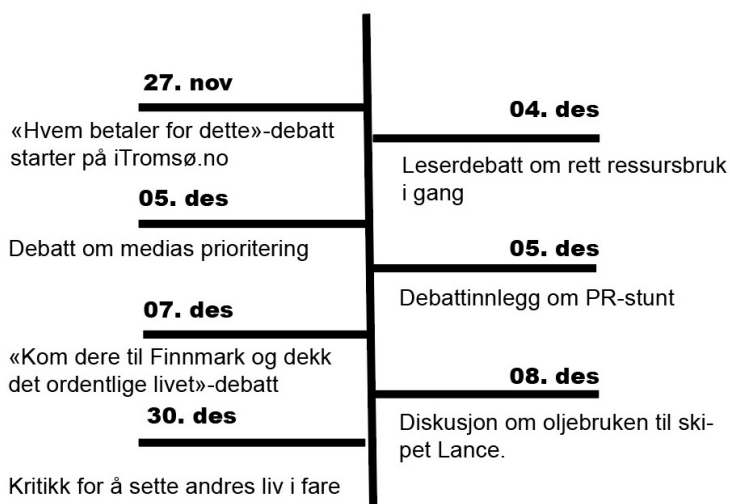 27. nov
«Hvem betaler for dette»-debatt
starter på iTromsø.no
04. des
Leserdebatt om rett ressursbruk
i gang
05. des
Debatt om medias prioritering
05. des
Debattinnlegg om PR-stunt
07. des
«Kom dere til Finnmark og dekk
det ordentlige livet»-debatt
08. des
Diskusjon om oljebruken til ski-
pet Lance.
30. des
Kritikk for å sette andres liv i fare